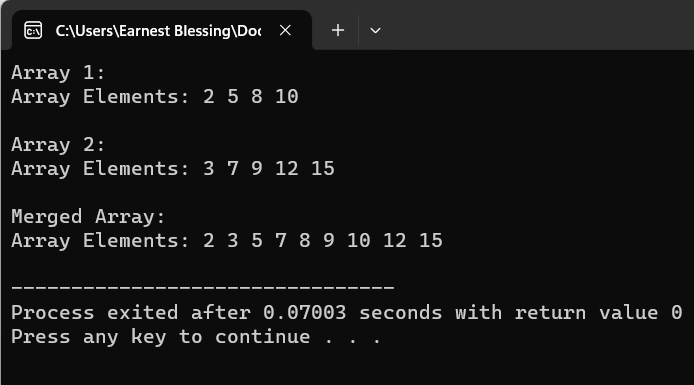 C:\Users\Earnest Blessing\Doc
Array 1:
Array Elements: 2 5 8 10
Array 2:
Array Elements: 3 7 9 12 15
Merged Array:
Array Elements: 2 3 5 7 8 9 10 12 15
--------------------------------
Process exited after 0.07003 seconds with return value 0
Press any key to continue . . .